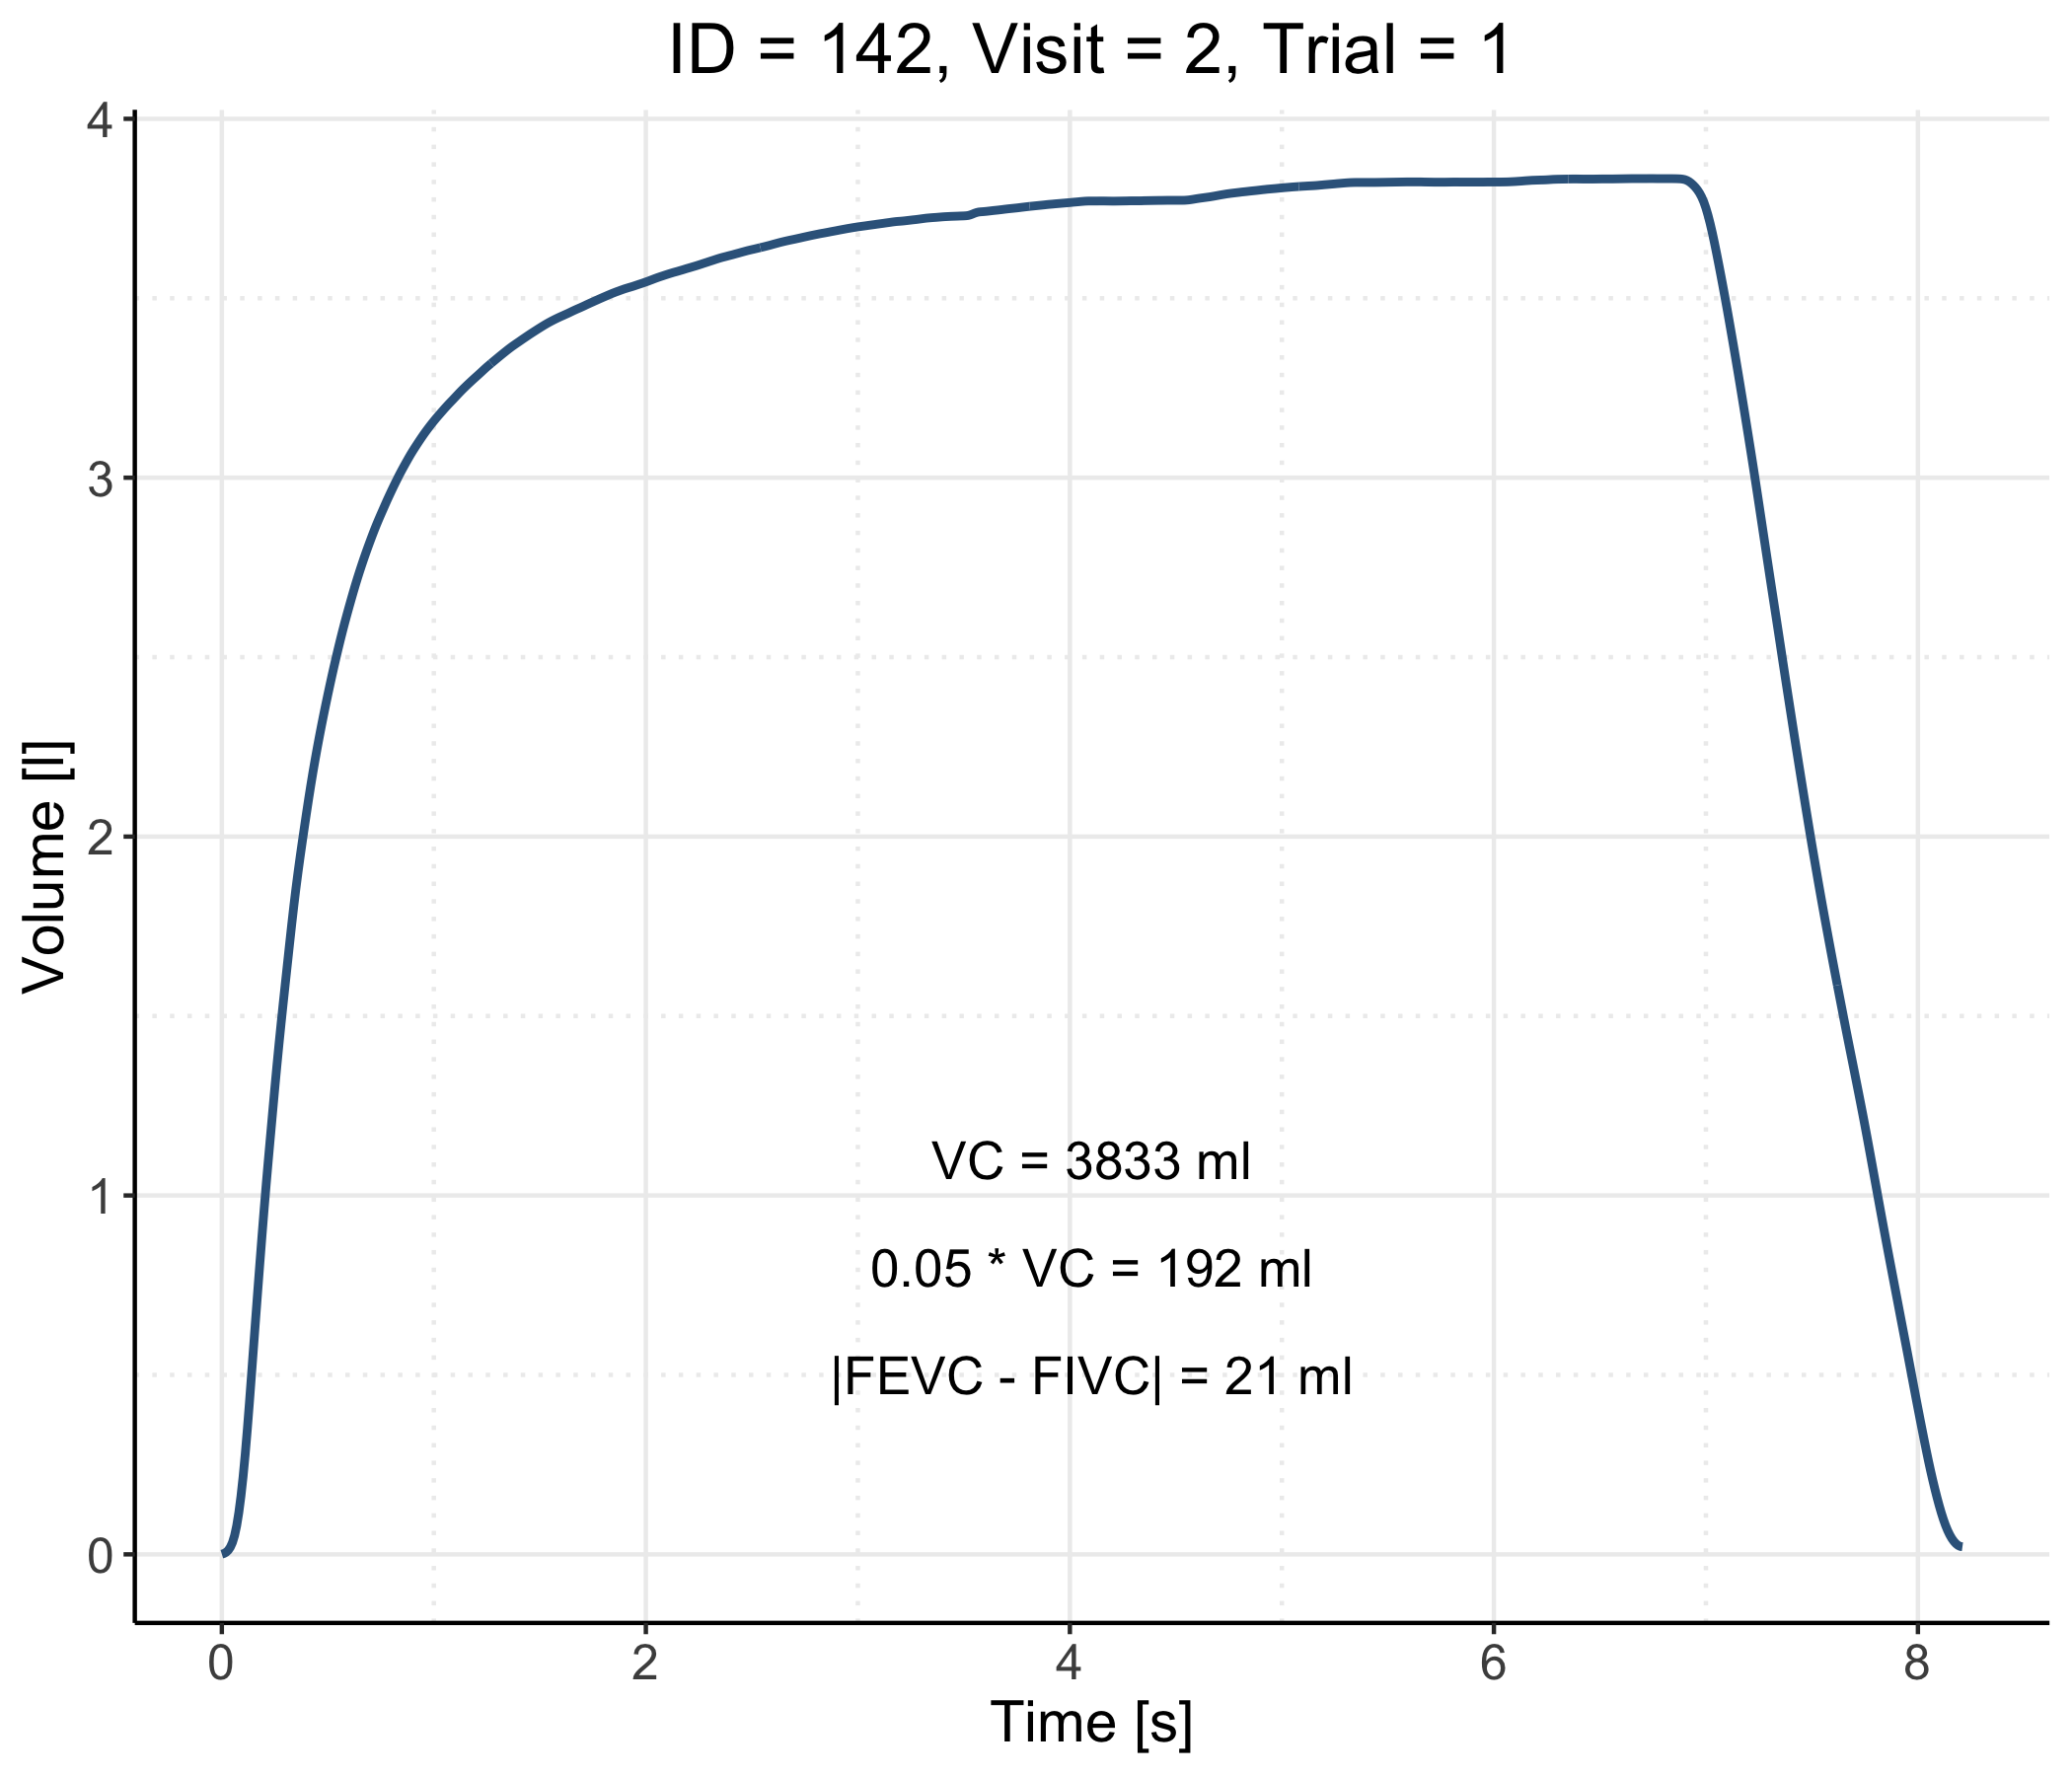 ID = 142, Visit = 2, Trial = 1
4
3
2
1
0
Volume [l]
VC = 3833 ml
0.05 * VC = 192 ml
|FEVC - FIVC| = 21 ml
0 2 4 6 8
Time [s]